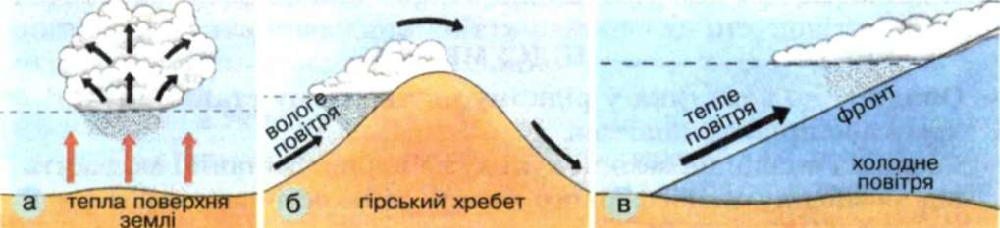 а
тепла поверхня
землі
б
вологе
повітря
гірський хребет
в
тепле
повітря
фронт
холодне
повітря